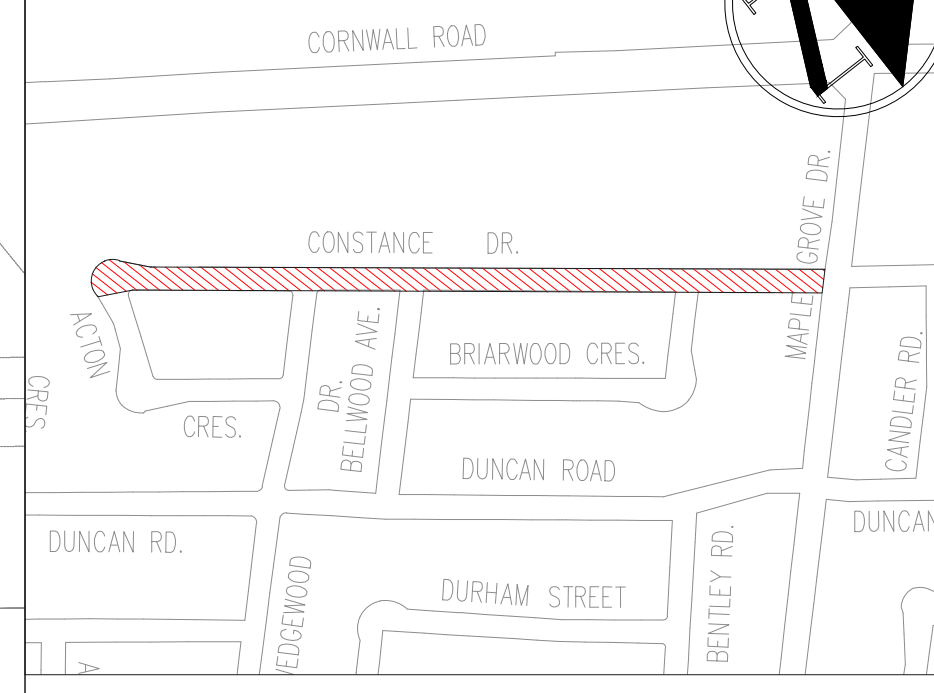 CORNWALL ROAD
MAPLE GROVE DR.
CONSTANCE DR.
ACTON
CRES.
CRES
DR.
BELLWOOD AVE.
BRIARWOOD CRES.
CANDLER RD.
DUNCAN ROAD
DUNCAN RD.
DUNCAN
EDGEWOOD
DURHAM STREET
BENTLEY RD.
A